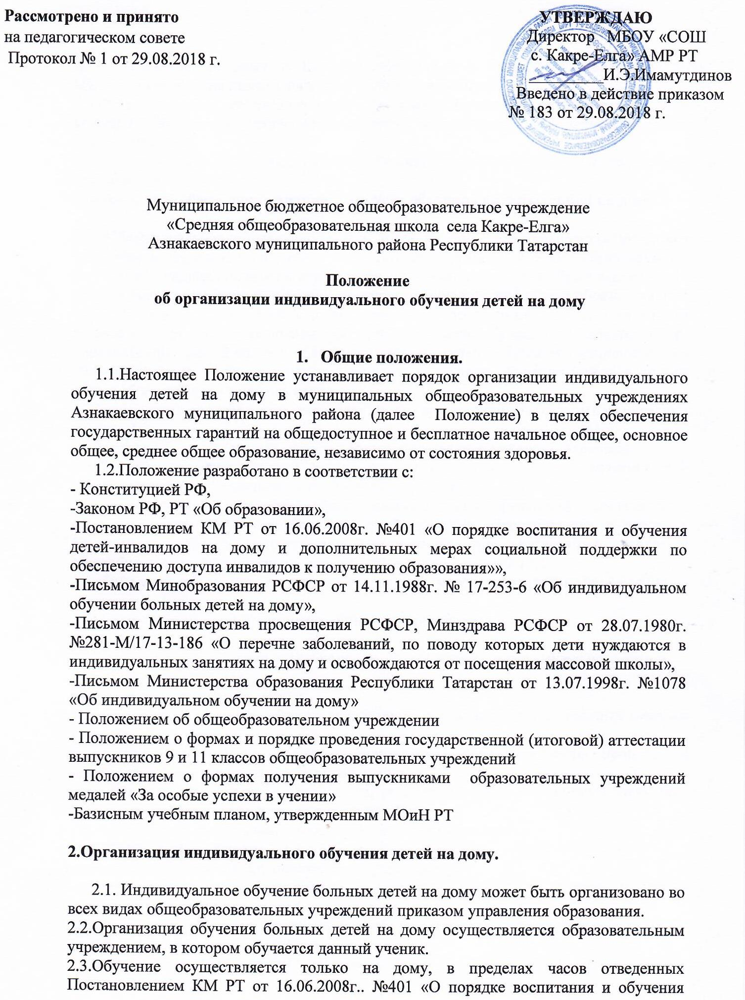 Рассмотрено и принято
на педагогическом совете
Протокол № 1 от 29.08.2018 г.
УТВЕРЖДАЮ
Директор МБОУ «СОШ
с. Какре-Елга» АМР РТ
__________И.Э.Имамутдинов
Введено в действие приказом
№ 183 от 29.08.2018 г.
Муниципальное бюджетное общеобразовательное учреждение
«Средняя общеобразовательная школа села Какре-Елга»
Азнакаевского муниципального района Республики Татарстан
Положение
об организации индивидуального обучения детей на дому
1. Общие положения.
1.1.Настоящее Положение устанавливает порядок организации индивидуального
обучения детей на дому в муниципальных общеобразовательных учреждениях
Азнакаевского муниципального района (далее Положение) в целях обеспечения
государственных гарантий на общедоступное и бесплатное начальное общее, основное
общее, среднее общее образование, независимо от состояния здоровья.
1.2.Положение разработано в соответствии с:
- Конституцией РФ,
-Законом РФ, РТ «Об образовании»,
-Постановлением КМ РТ от 16.06.2008г. №401 «О порядке воспитания и обучения
детей-инвалидов на дому и дополнительных мерах социальной поддержки по
обеспечению доступа инвалидов к получению образования»»,
-Письмом Минобразования РСФСР от 14.11.1988г. № 17-253-6 «Об индивидуальном
обучении больных детей на дому»,
-Письмом Министерства просвещения РСФСР, Минздрава РСФСР от 28.07.1980г.
№281-М/17-13-186 «О перечне заболеваний, по поводу которых дети нуждаются в
индивидуальных занятиях на дому и освобождаются от посещения массовой школы»,
-Письмом Министерства образования Республики Татарстан от 13.07.1998г. №1078
«Об индивидуальном обучении на дому»
- Положением об общеобразовательном учреждении
- Положением о формах и порядке проведения государственной (итоговой) аттестации
выпускников 9 и 11 классов общеобразовательных учреждений
- Положением о формах получения выпускниками образовательных учреждений
медалей «За особые успехи в учении»
-Базисным учебным планом, утвержденным МОиН РТ
2.Организация индивидуального обучения детей на дому.
2.1. Индивидуальное обучение больных детей на дому может быть организовано во
всех видах общеобразовательных учреждений приказом управления образования.
2.2.Организация обучения больных детей на дому осуществляется образовательным
учреждением, в котором обучается данный ученик.
2.3.Обучение осуществляется только на дому, в пределах часов отведенных
Постановлением КМ РТ от 16.06.2008г.. №401 «О порядке воспитания и обучения